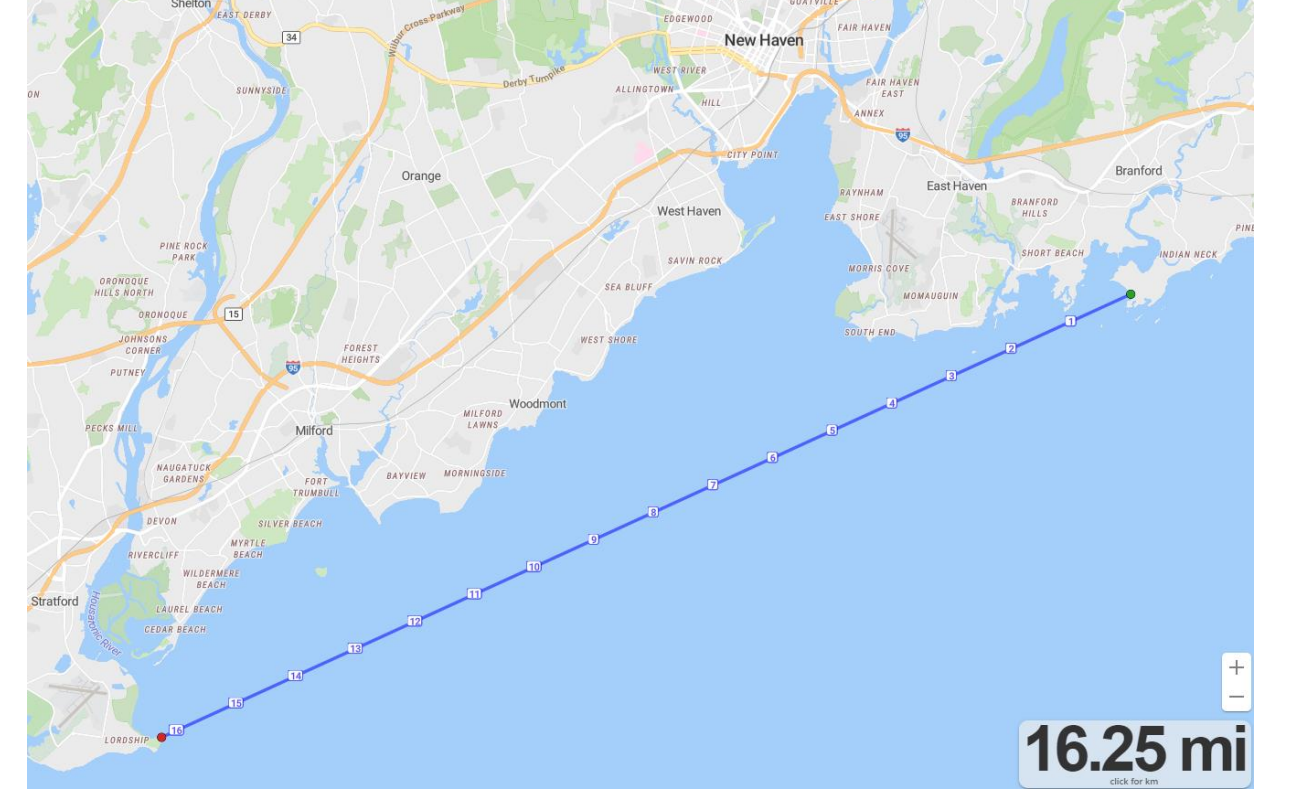 Shelton
EAST DERBY
34
Wilbur Cross Parkway
EDGEWOOD
New Haven
FAIR HAVEN
Derby Turnpike
WEST RIVER
ALLINGTOWN
HILL
FAIR HAVEN
EAST
ANNEX
SUNNYSIDE
95
CITY POINT
Orange
East Haven
Branford
RAYNHAM
BRANFORD
HILLS
West Haven
EAST SHORE
PINE
PINE ROCK
PARK
SAVIN ROCK
SHORT BEACH
INDIAN NECK
MORRIS COVE
ORONOQUE
HILLS NORTH
SEA BLUFF
MOMAUGUIN
ORONOQUE
15
SOUTH END
JOHNSONS
CORNER
FOREST
HEIGHTS
WEST SHORE
PUTNEY
95
1
2
3
4
5
6
7
8
9
10
11
12
13
14
15
16
Woodmont
MILFORD
LAWNS
PECKS MILL
Milford
NAUGATUCK
GARDENS
FORT
TRUMBULL
BAYVIEW
MORNINGSIDE
DEVON
SILVER BEACH
RIVERCLIFF
MYRTLE
BEACH
WILDERMERE
BEACH
Stratford
Housatonic River
LAUREL BEACH
CEDAR BEACH
LORDSHIP
+
−
16.25 mi
click for km